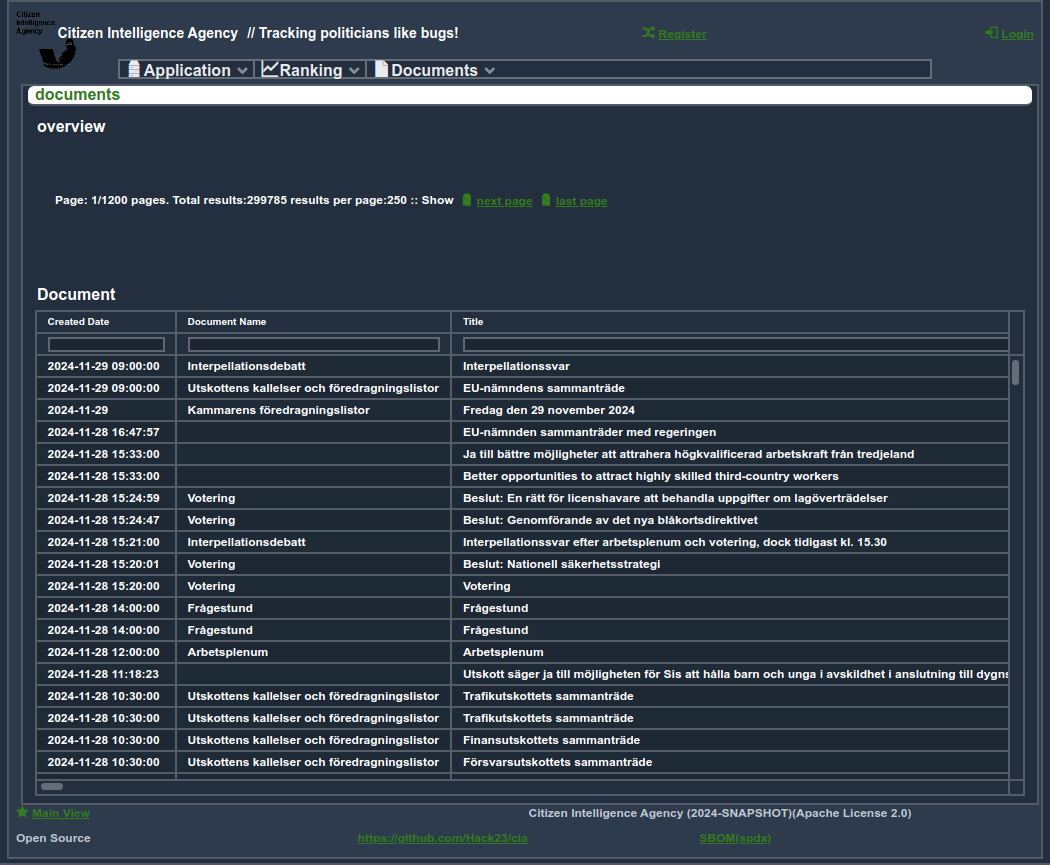 Citizen
Intelligence
Agency
Citizen Intelligence Agency // Tracking politicians like bugs!
Register
Login
Application Ranking Documents
documents
overview
Page: 1/1200 pages. Total results:299785 results per page:250 :: Show next page last page
Document
Created Date Document Name Title
2024-11-29 09:00:00 Interpellationsdebatt Interpellationssvar
2024-11-29 09:00:00 Utskottens kallelser och föredragningslistor EU-nämndens sammanträde
2024-11-29 Kammarens föredragningslistor Fredag den 29 november 2024
2024-11-28 16:47:57 EU-nämnden sammanträder med regeringen
2024-11-28 15:33:00 Ja till bättre möjligheter att attrahera högkvalificerad arbetskraft från tredjeland
2024-11-28 15:33:00 Better opportunities to attract highly skilled third-country workers
2024-11-28 15:24:59 Votering Beslut: En rätt för licenshavare att behandla uppgifter om lagöverträdelser
2024-11-28 15:24:47 Votering Beslut: Genomförande av det nya blåkortsdirektivet
2024-11-28 15:21:00 Interpellationsdebatt Interpellationssvar efter arbetsplenum och votering, dock tidigast kl. 15.30
2024-11-28 15:20:01 Votering Beslut: Nationell säkerhetsstrategi
2024-11-28 15:20:00 Votering Votering
2024-11-28 14:00:00 Frågestund Frågestund
2024-11-28 14:00:00 Frågestund Frågestund
2024-11-28 12:00:00 Arbetsplenum Arbetsplenum
2024-11-28 11:18:23 Utskott säger ja till möjligheten för Sis att hålla barn och unga i avskildhet i anslutning till dygns
2024-11-28 10:30:00 Utskottens kallelser och föredragningslistor Trafikutskottets sammanträde
2024-11-28 10:30:00 Utskottens kallelser och föredragningslistor Trafikutskottets sammanträde
2024-11-28 10:30:00 Utskottens kallelser och föredragningslistor Finansutskottets sammanträde
2024-11-28 10:30:00 Utskottens kallelser och föredragningslistor Försvarsutskottets sammanträde
Main View Citizen Intelligence Agency (2024-SNAPSHOT)(Apache License 2.0)
Open Source https://github.com/Hack23/cia SBOM(spdx)